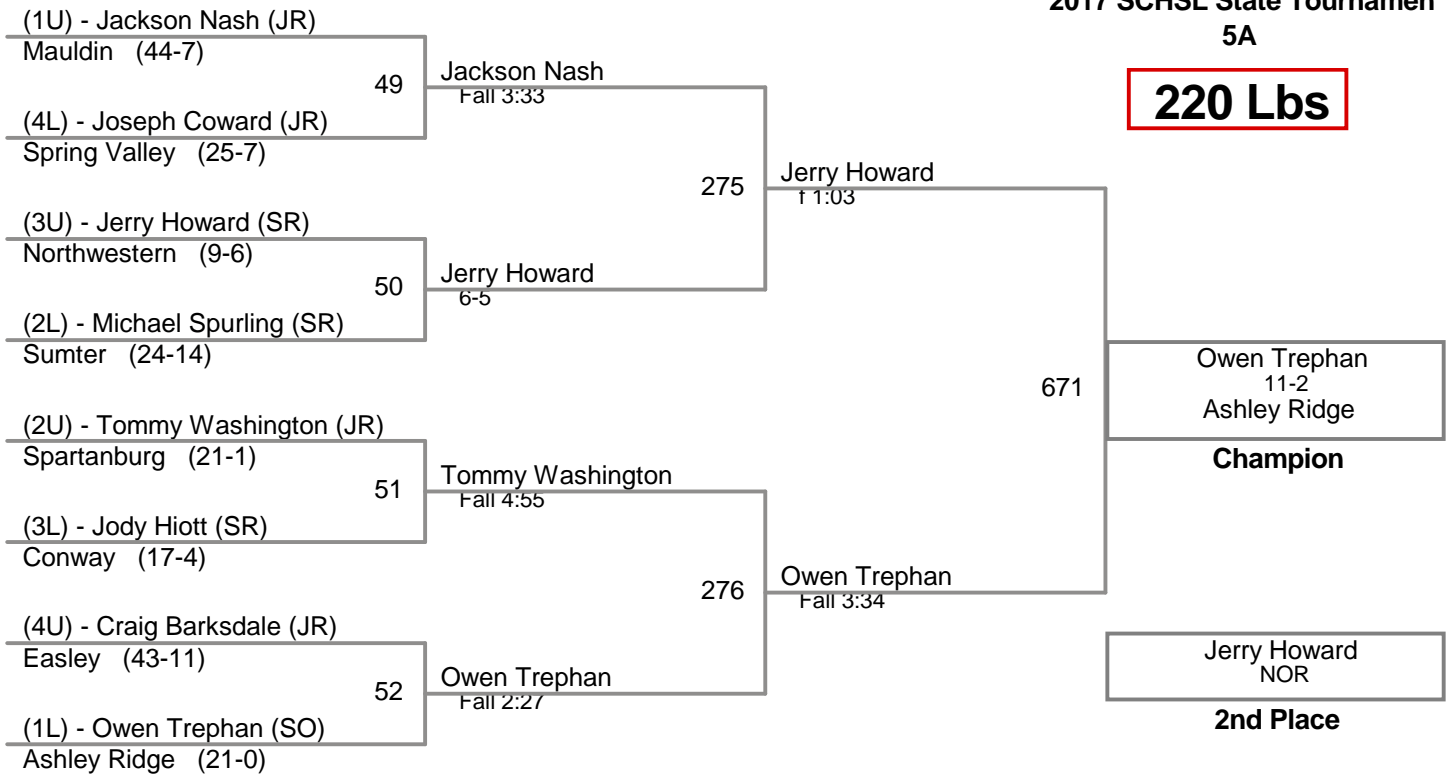 2017 SCHSL State Tournamen
5A
220 Lbs
(1U) - Jackson Nash (JR)
Mauldin (44-7)
49
(4L) - Joseph Coward (JR)
Spring Valley (25-7)
(3U) - Jerry Howard (SR)
Northwestern (9-6)
50
(2L) - Michael Spurling (SR)
Sumter (24-14)
(2U) - Tommy Washington (JR)
Spartanburg (21-1)
51
(3L) - Jody Hiott (SR)
Conway (17-4)
(4U) - Craig Barksdale (JR)
Easley (43-11)
52
(1L) - Owen Trephan (SO)
Ashley Ridge (21-0)
Jackson Nash
Fall 3:33
275
Jerry Howard
6-5
Tommy Washington
Fall 4:55
276
Owen Trephan
Fall 2:27
Jerry Howard
f 1:03
671
Owen Trephan
Fall 3:34
Owen Trephan
11-2
Ashley Ridge
Champion
Jerry Howard
NOR
2nd Place